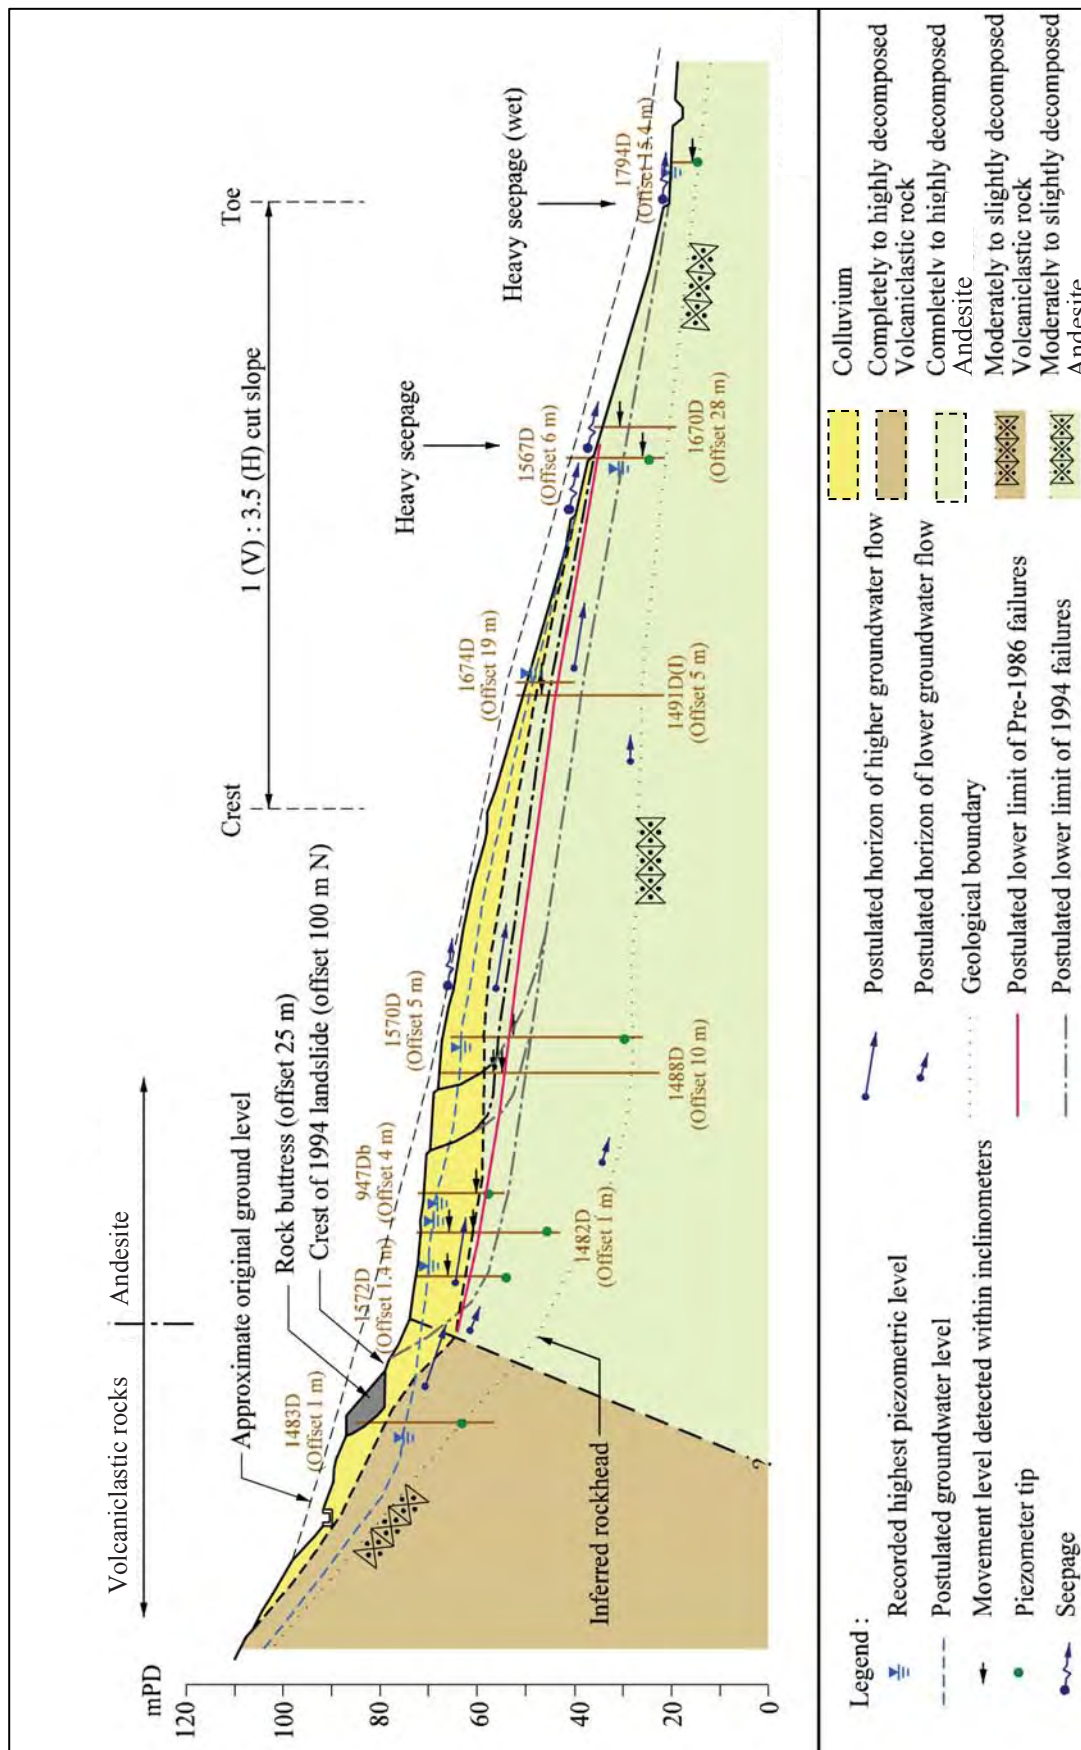 mPD
120
100
80
60
40
20
0
Volcaniclastic rocks
Andesite
Approximate original ground level
Rock buttress (offset 25 m)
Crest of 1994 landslide (offset 100 m N)
Crest
1 (V) : 3.5 (H) cut slope
Toe
Heavy seepage
Heavy seepage (wet)
1483D
(Offset 1 m)
1572D
(Offset 1.4 m)
947Db
(Offset 4 m)
1570D
(Offset 5 m)
1674D
(Offset 19 m)
1567D
(Offset 6 m)
1794D
(Offset 15.4 m)
1482D
(Offset 1 m)
1488D
(Offset 10 m)
1491D(I)
(Offset 5 m)
1670D
(Offset 28 m)
Inferred rockhead
?
Legend :
Recorded highest piezometric level
Postulated groundwater level
Movement level detected within inclinometers
Piezometer tip
Seepage
Postulated horizon of higher groundwater flow
Postulated horizon of lower groundwater flow
Geological boundary
Postulated lower limit of Pre-1986 failures
Postulated lower limit of 1994 failures
Colluvium
Completely to highly decomposed
Volcaniclastic rock
Completely to highly decomposed
Andesite
Moderately to slightly decomposed
Volcaniclastic rock
Moderately to slightly decomposed
Andesite